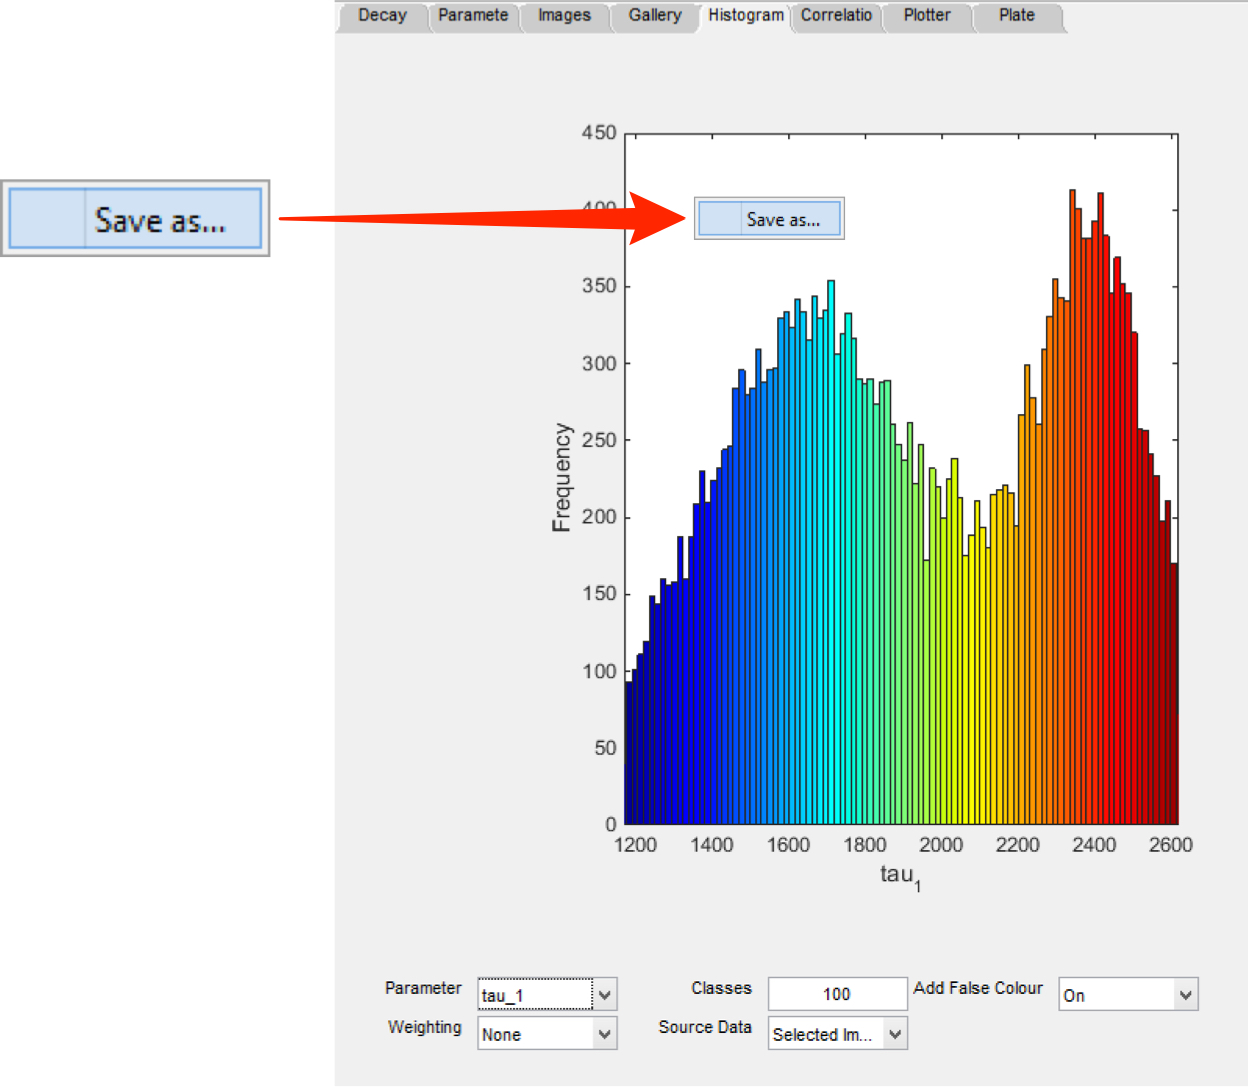 Decay Paramete Images Gallery Histogram Correlatio Plotter Plate
Save as...
Save as...
450
400
350
300
250
200
150
100
50
0
Frequency
1200 1400 1600 1800 2000 2200 2400 2600
tau1
Parameter tau_1 Classes 100 Add False Colour On
Weighting None Source Data Selected Im...